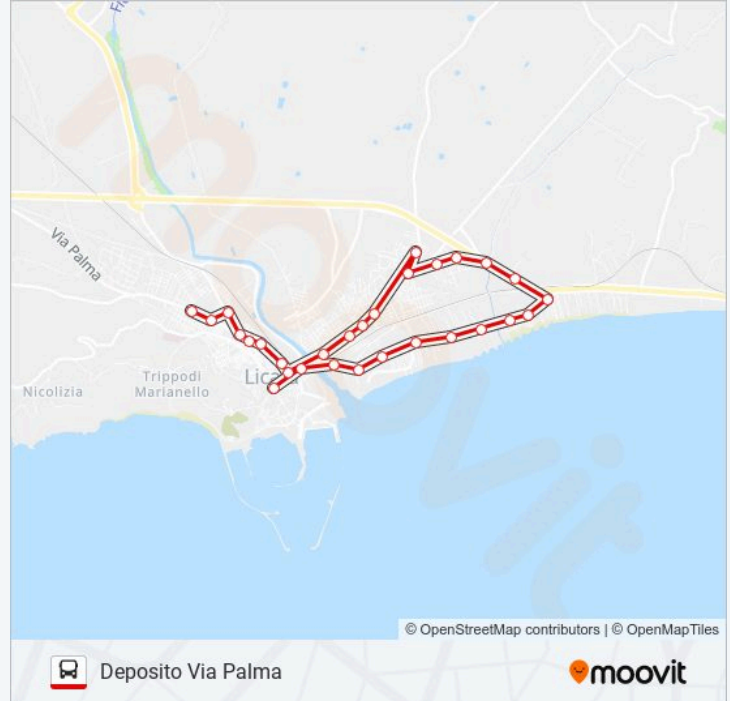 Via Palma
Trippodi
Marianello
Nicolizia
© OpenStreetMap contributors | © OpenMapTiles
Deposito Via Palma
moovit